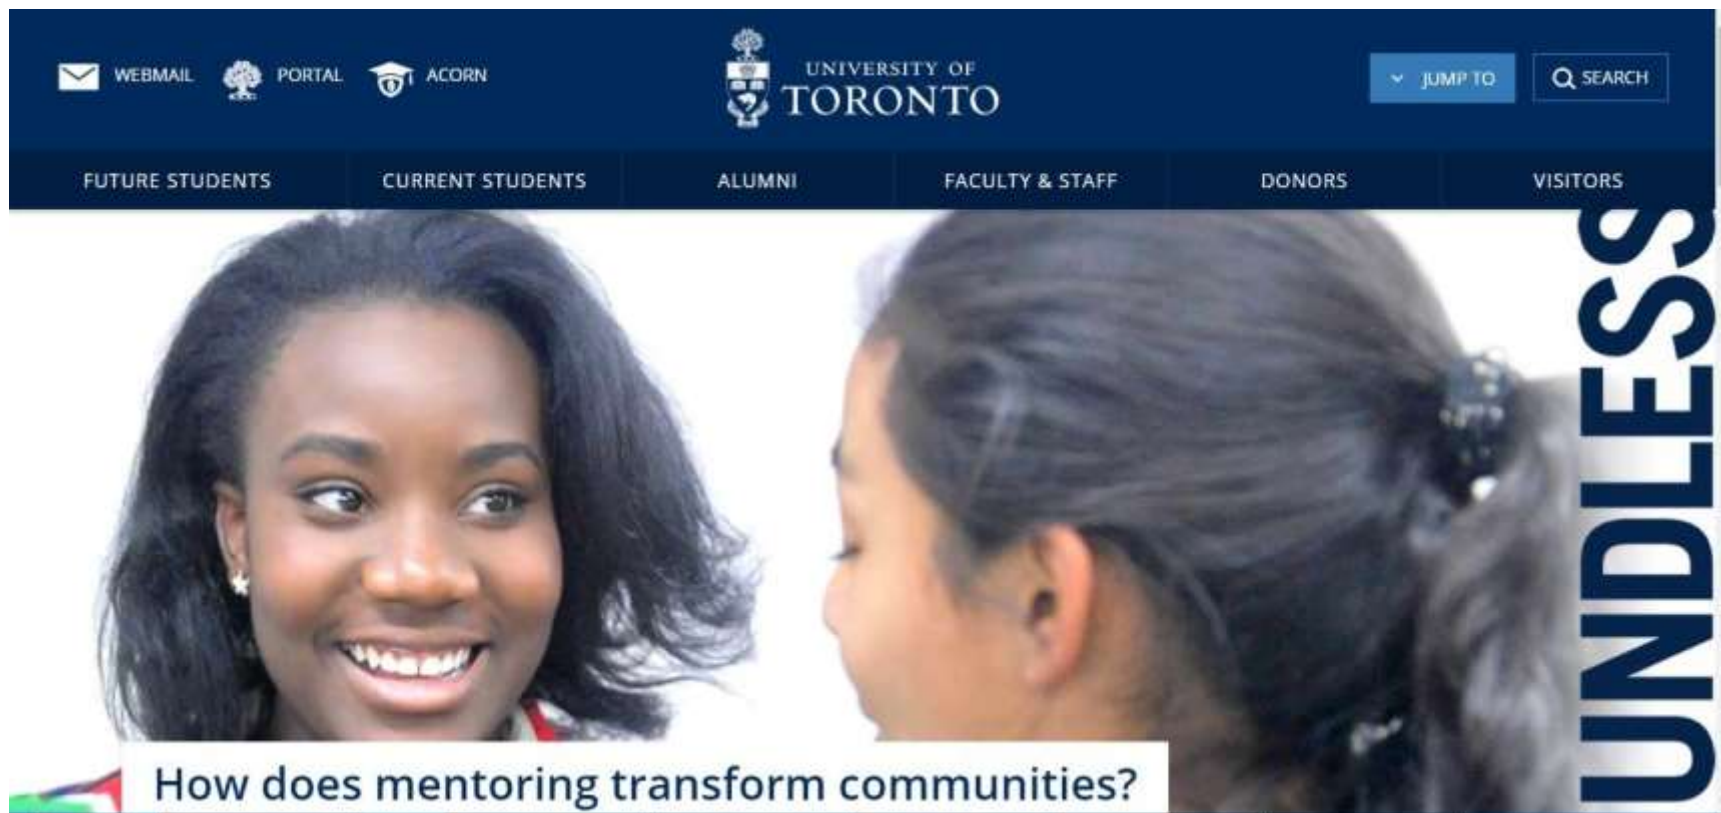 WEBMAIL
PORTAL
ACORN
UNIVERSITY OF
TORONTO
JUMP TO
SEARCH
FUTURE STUDENTS
CURRENT STUDENTS
ALUMNI
FACULTY & STAFF
DONORS
VISITORS
UNDLESS
How does mentoring transform communities?